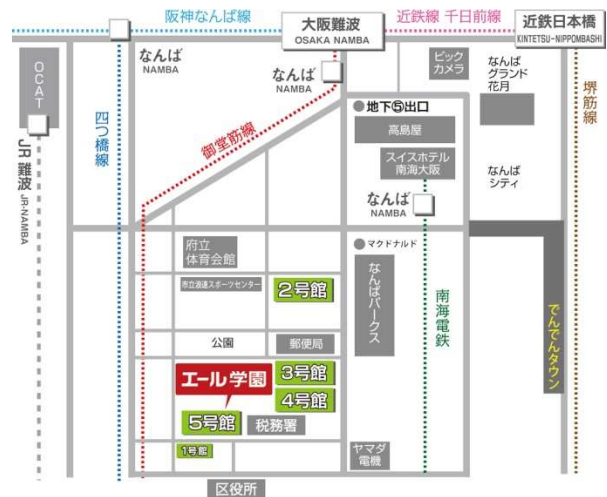 阪神なんば線
大阪難波
OSAKA NAMBA
近鉄線 千日前線
近鉄日本橋
KINTETSU-NIPPOMBASHI
OCAT
なんば
NAMBA
なんば
NAMBA
ビック
カメラ
なんば
グランド
花月
堺筋線
四つ橋線
御堂筋線
地下⑤出口
高島屋
スイスホテル
南海大阪
なんば
シティ
JR難波
JR-NAMBA
なんば
NAMBA
府立
体育会館
マクドナルド
なんばパークス
南海電鉄
でんでんタウン
市立浪速スポーツセンター
2号館
公園
郵便局
エール学園
3号館
4号館
5号館
税務署
1号館
ヤマダ
電機
区役所